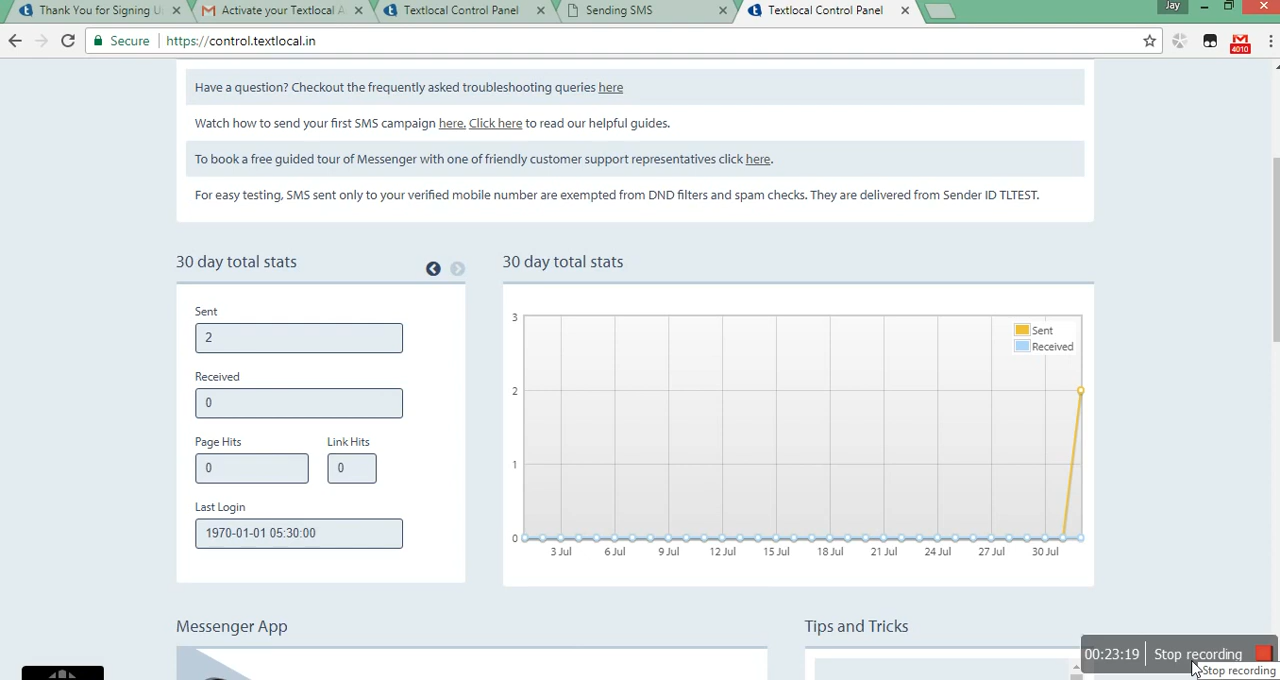 Thank You for Signing U
Activate your Textlocal A
Textlocal Control Panel
Sending SMS
Textlocal Control Panel
Jay
Secure
https://control.textlocal.in
4010
Have a question? Checkout the frequently asked troubleshooting queries here
Watch how to send your first SMS campaign here. Click here to read our helpful guides.
To book a free guided tour of Messenger with one of friendly customer support representatives click here.
For easy testing, SMS sent only to your verified mobile number are exempted from DND filters and spam checks. They are delivered from Sender ID TLTEST.
30 day total stats
Sent
2
Received
0
Page Hits
Link Hits
0
0
Last Login
1970-01-01 05:30:00
30 day total stats
3
2
1
0
Sent
Received
3 Jul
6 Jul
9 Jul
12 Jul
15 Jul
18 Jul
21 Jul
24 Jul
27 Jul
30 Jul
Messenger App
Tips and Tricks
00:23:19
Stop recording
Stop recording